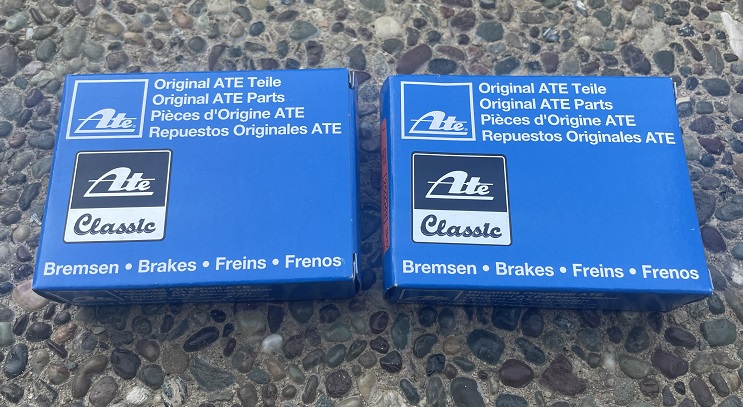 Ate
Original ATE Teile
Original ATE Parts
Pièces d'Origine ATE
Repuestos Originales ATE
Ate
Classic
Bremsen • Brakes • Freins • Frenos
Ate
Original ATE Teile
Original ATE Parts
Pièces d'Origine ATE
Repuestos Originales ATE
Ate
Classic
Bremsen • Brakes • Freins • Frenos